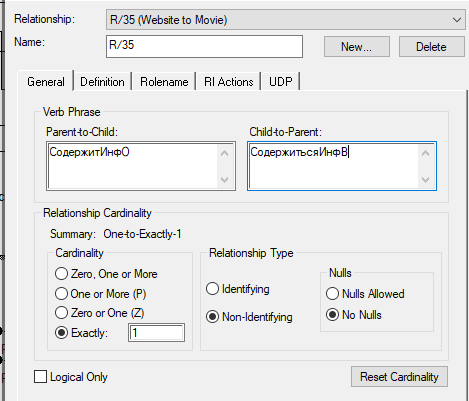 Relationship: R/35 (Website to Movie)
Name: R/35 New... Delete
General Definition Rolename RI Actions UDP
Verb Phrase
Parent-to-Child: Child-to-Parent:
СодержитИнфО СодержитьсяИнфВ
Relationship Cardinality
Summary: One-to-Exactly-1
Cardinality Relationship Type
Zero, One or More Nulls
One or More (P) Identifying Nulls Allowed
Zero or One (Z) Non-Identifying No Nulls
Exactly: 1
Logical Only Reset Cardinality